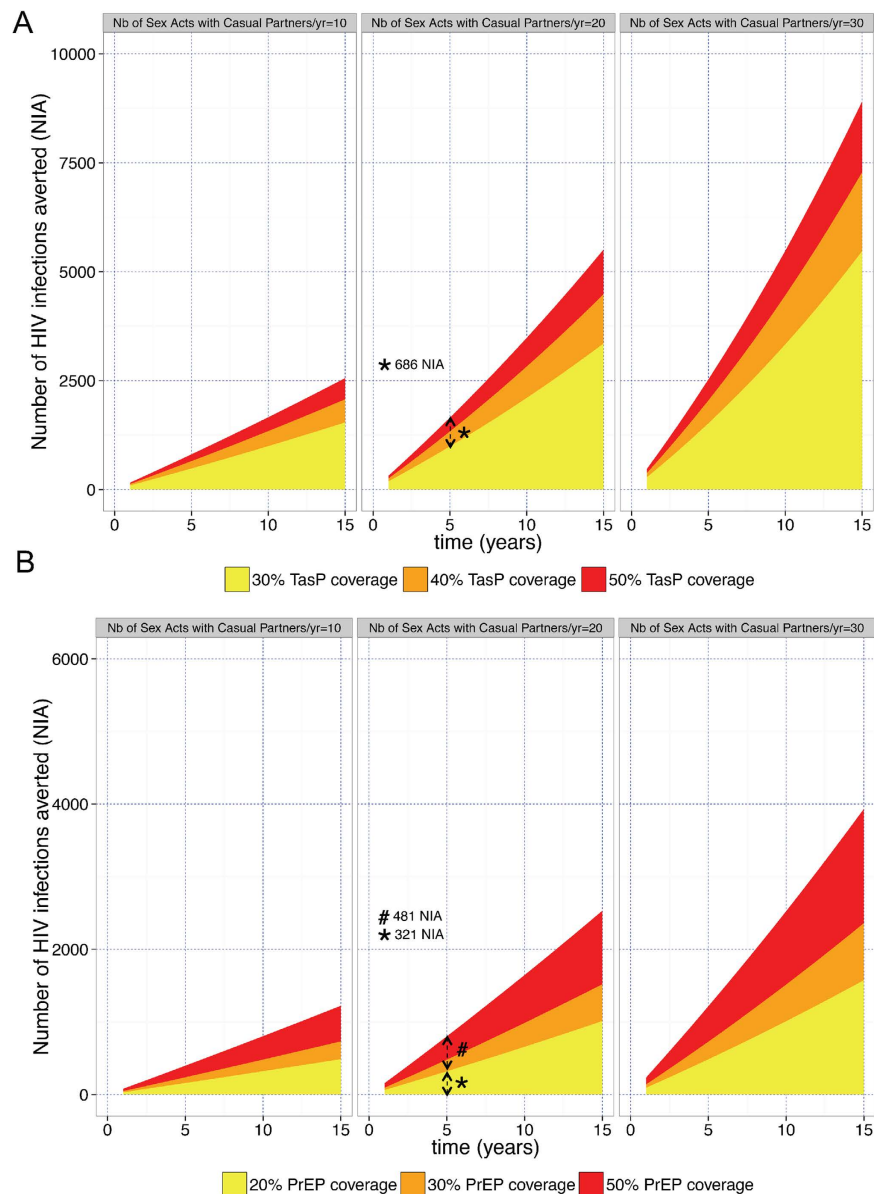 A
Nb of Sex Acts with Casual Partners/yr=10 Nb of Sex Acts with Casual Partners/yr=20 Nb of Sex Acts with Casual Partners/yr=30
Number of HIV infections averted (NIA)
10000
7500
5000
2500
0
* 686 NIA
*
0 5 10 15 0 5 10 15 0 5 10 15
time (years)
30% TasP coverage 40% TasP coverage 50% TasP coverage
B
Nb of Sex Acts with Casual Partners/yr=10 Nb of Sex Acts with Casual Partners/yr=20 Nb of Sex Acts with Casual Partners/yr=30
Number of HIV infections averted (NIA)
6000
4000
2000
0
# 481 NIA
* 321 NIA
#
*
0 5 10 15 0 5 10 15 0 5 10 15
time (years)
20% PrEP coverage 30% PrEP coverage 50% PrEP coverage